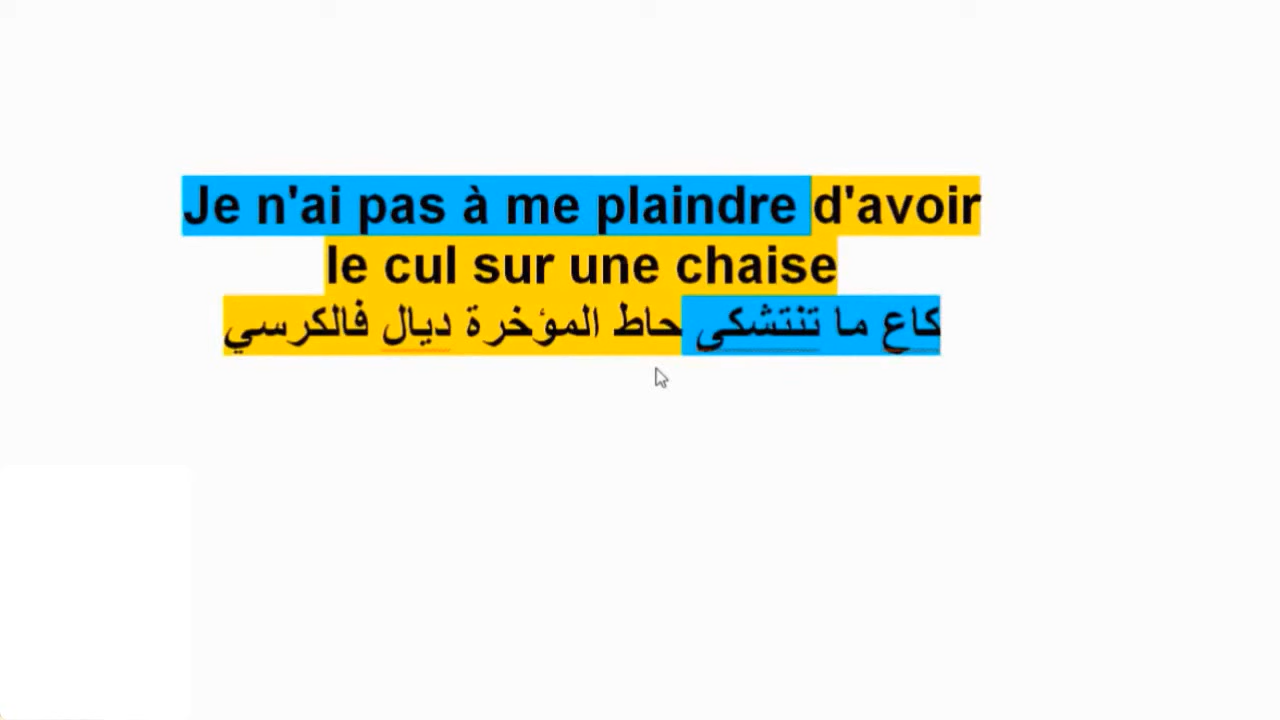 Je n'ai pas à me plaindre d'avoir
le cul sur une chaise
كاع ما تنتشكى حاط المؤخرة ديال فالكرسي